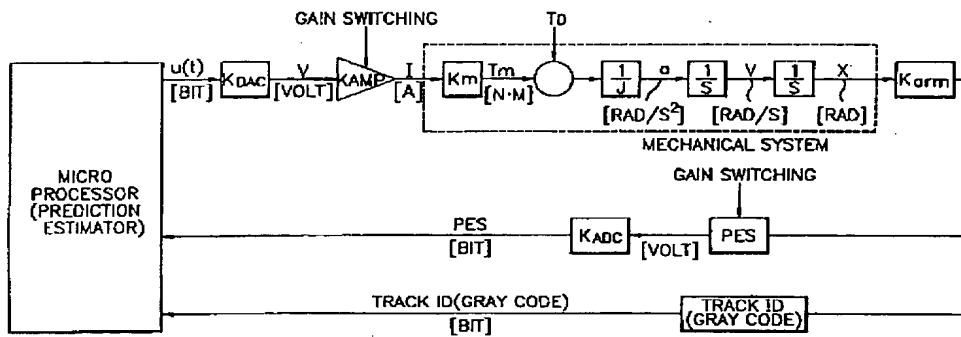 GAIN SWITCHING
TD
u(t)
[BIT]
KDAC
V
[VOLT]
KAMP
I
[A]
Km
Tm
[N·M]
1
J
a
[RAD/S²]
1
S
V
[RAD/S]
1
S
X
[RAD]
Karm
MECHANICAL SYSTEM
MICRO
PROCESSOR
(PREDICTION
ESTIMATOR)
GAIN SWITCHING
PES
[BIT]
KADC
[VOLT]
PES
TRACK ID(GRAY CODE)
[BIT]
TRACK ID
(GRAY CODE)